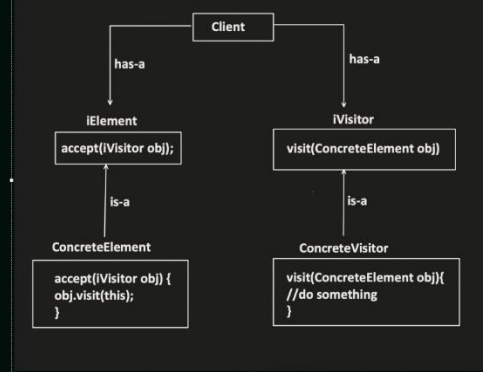 Client
has-a
has-a
iElement
iVisitor
accept(iVisitor obj);
visit(ConcreteElement obj)
is-a
is-a
ConcreteElement
ConcreteVisitor
accept(iVisitor obj) {
obj.visit(this);
}
visit(ConcreteElement obj){
//do something
}